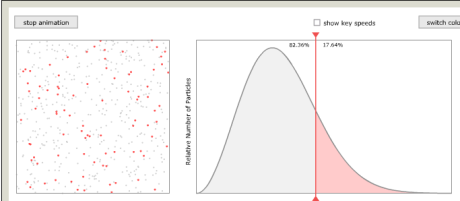 stop animation
show key speeds
switch colo
82.36%
17.64%
Relative Number of Particles